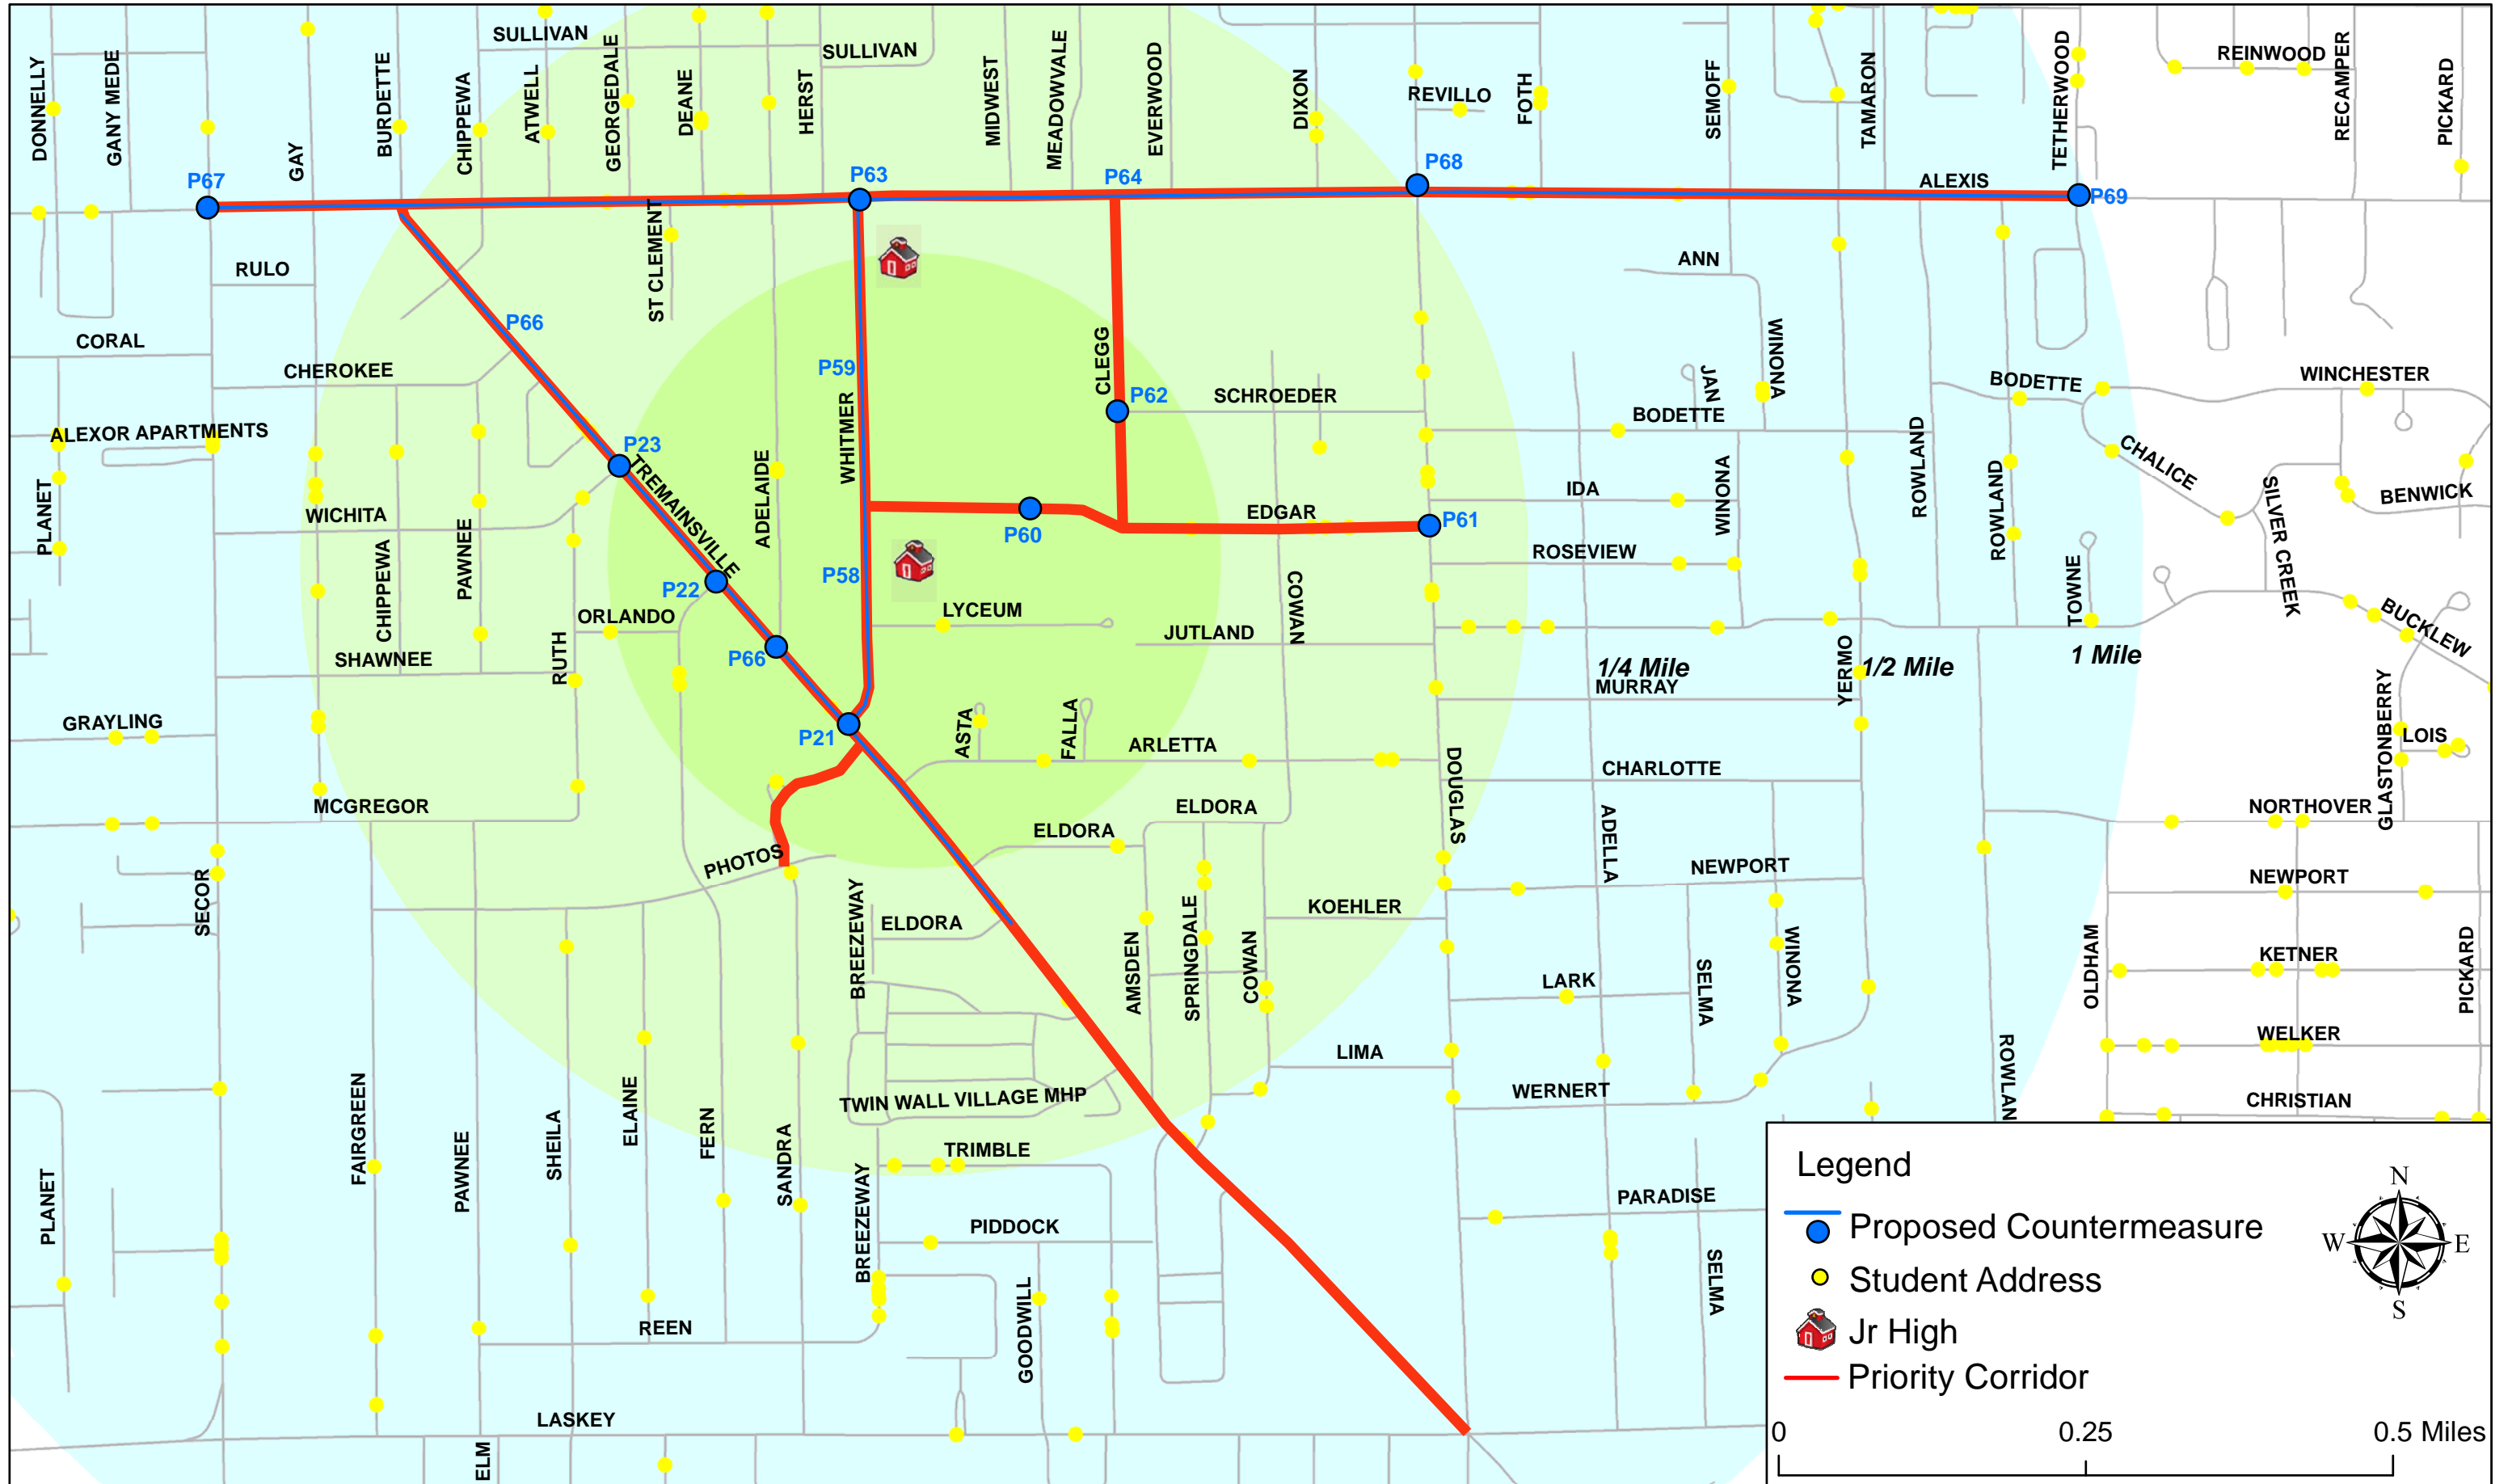 SULLIVAN
SULLIVAN
DONNELLY
GANY MEDE
GAY
BURDETTE
CHIPPEWA
ATWELL
GEORGEDALE
DEANE
HERST
MIDWEST
MEADOWVALE
EVERWOOD
DIXON
REVILLO
FOTH
SEMOFF
TAMARON
TETHERWOOD
REINWOOD
RECAMPER
PICKARD
P67
P63
P64
P68
ALEXIS
P69
RULO
ST CLEMENT
ANN
P66
CORAL
CHEROKEE
P59
CLEGG
P62
SCHROEDER
JAN
WINONA
BODETTE
WINCHESTER
BODETTE
ALEXOR APARTMENTS
P23
TREMAINSVILLE
WHITMER
ADELAIDE
ROWLAND
CHALICE
PLANET
WICHITA
PAWNEE
CHIPPEWA
P60
EDGAR
P61
IDA
WINONA
ROWLAND
SILVER CREEK
BENWICK
ROSEVIEW
P22
P58
COWAN
TOWNE
ORLANDO
LYCEUM
JUTLAND
BUCKLEW
SHAWNEE
RUTH
P66
1/4 Mile
YERMO
1/2 Mile
1 Mile
MURRAY
GRAYLING
P21
ASTA
FALLA
ARLETTA
DOUGLAS
CHARLOTTE
GLASTONBERRY
LOIS
MCGREGOR
ELDORA
ELDORA
ADELLA
NORTHOVER
PHOTOS
NEWPORT
NEWPORT
SECOR
BREEZEWAY
ELDORA
AMSDEN
SPRINGDALE
COWAN
KOEHLER
SELMA
WINONA
OLDHAM
KETNER
PICKARD
LARK
WELKER
LIMA
WERNERT
ROWLAN
CHRISTIAN
TWIN WALL VILLAGE MHP
FAIRGREEN
PAWNEE
SHEILA
ELAINE
FERN
SANDRA
BREEZEWAY
TRIMBLE
PLANET
PIDDOCK
PARADISE
SELMA
GOODWILL
REEN
LASKEY
ELM
Legend
Proposed Countermeasure
Student Address
Jr High
Priority Corridor
N
W
E
S
0
0.25
0.5 Miles